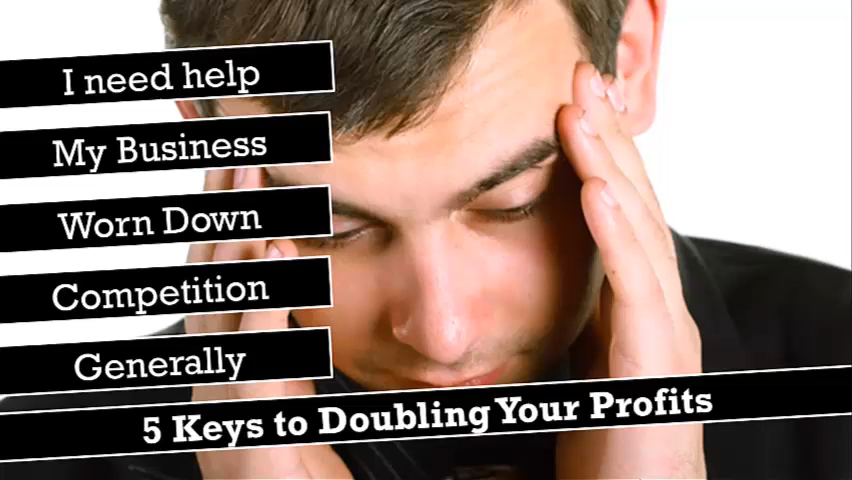 I need help
My Business
Worn Down
Competition
Generally
5 Keys to Doubling Your Profits